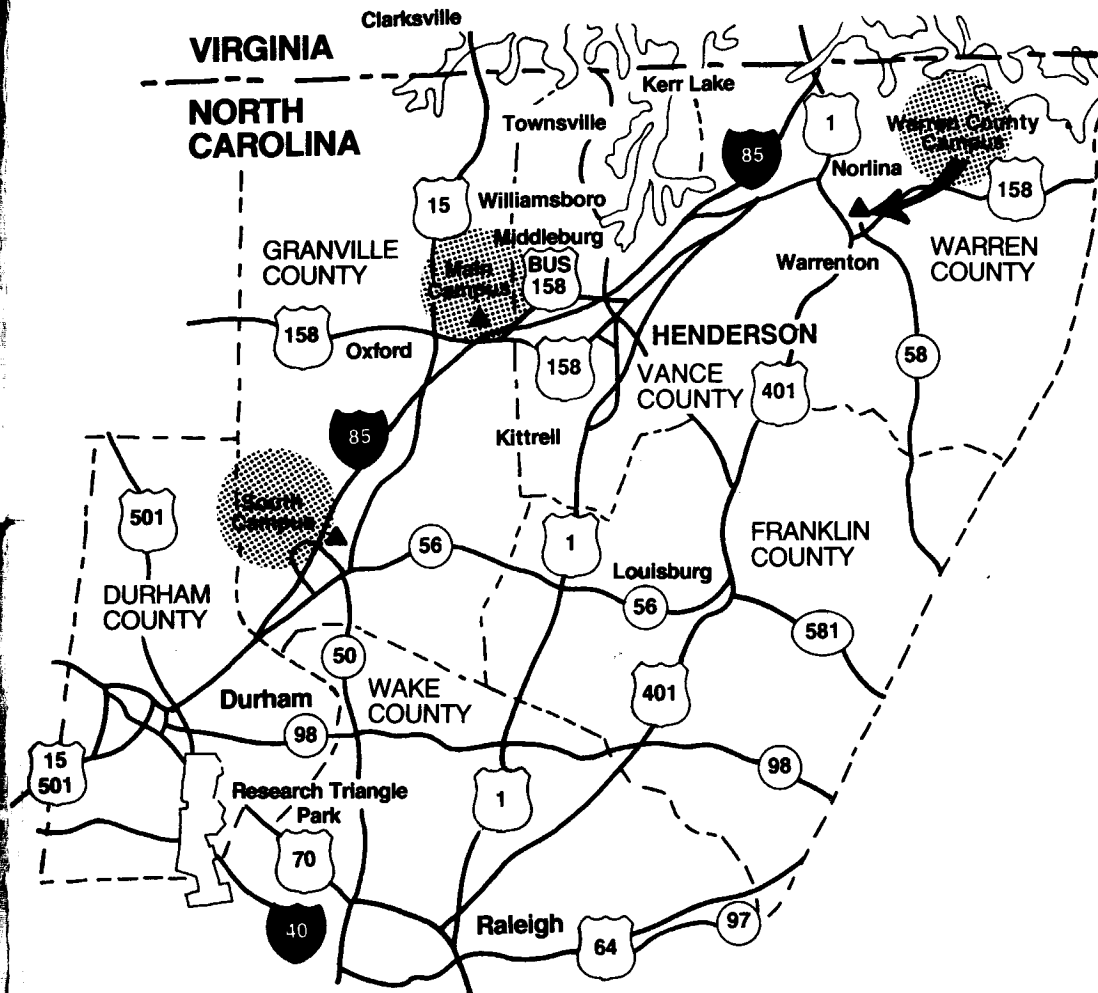 Clarksville
VIRGINIA
Kerr Lake
NORTH
CAROLINA
Townsville
1
Warren County
Campus
85
Norlina
158
15
Williamsboro
Middleburg
GRANVILLE
COUNTY
Main
Campus
BUS
158
Warrenton
WARREN
COUNTY
158
Oxford
HENDERSON
158
VANCE
COUNTY
401
58
85
Kittrell
South
Campus
501
1
FRANKLIN
COUNTY
56
Louisburg
56
DURHAM
COUNTY
581
50
WAKE
COUNTY
401
Durham
98
98
15
501
Research Triangle
Park
1
70
40
Raleigh
64
97